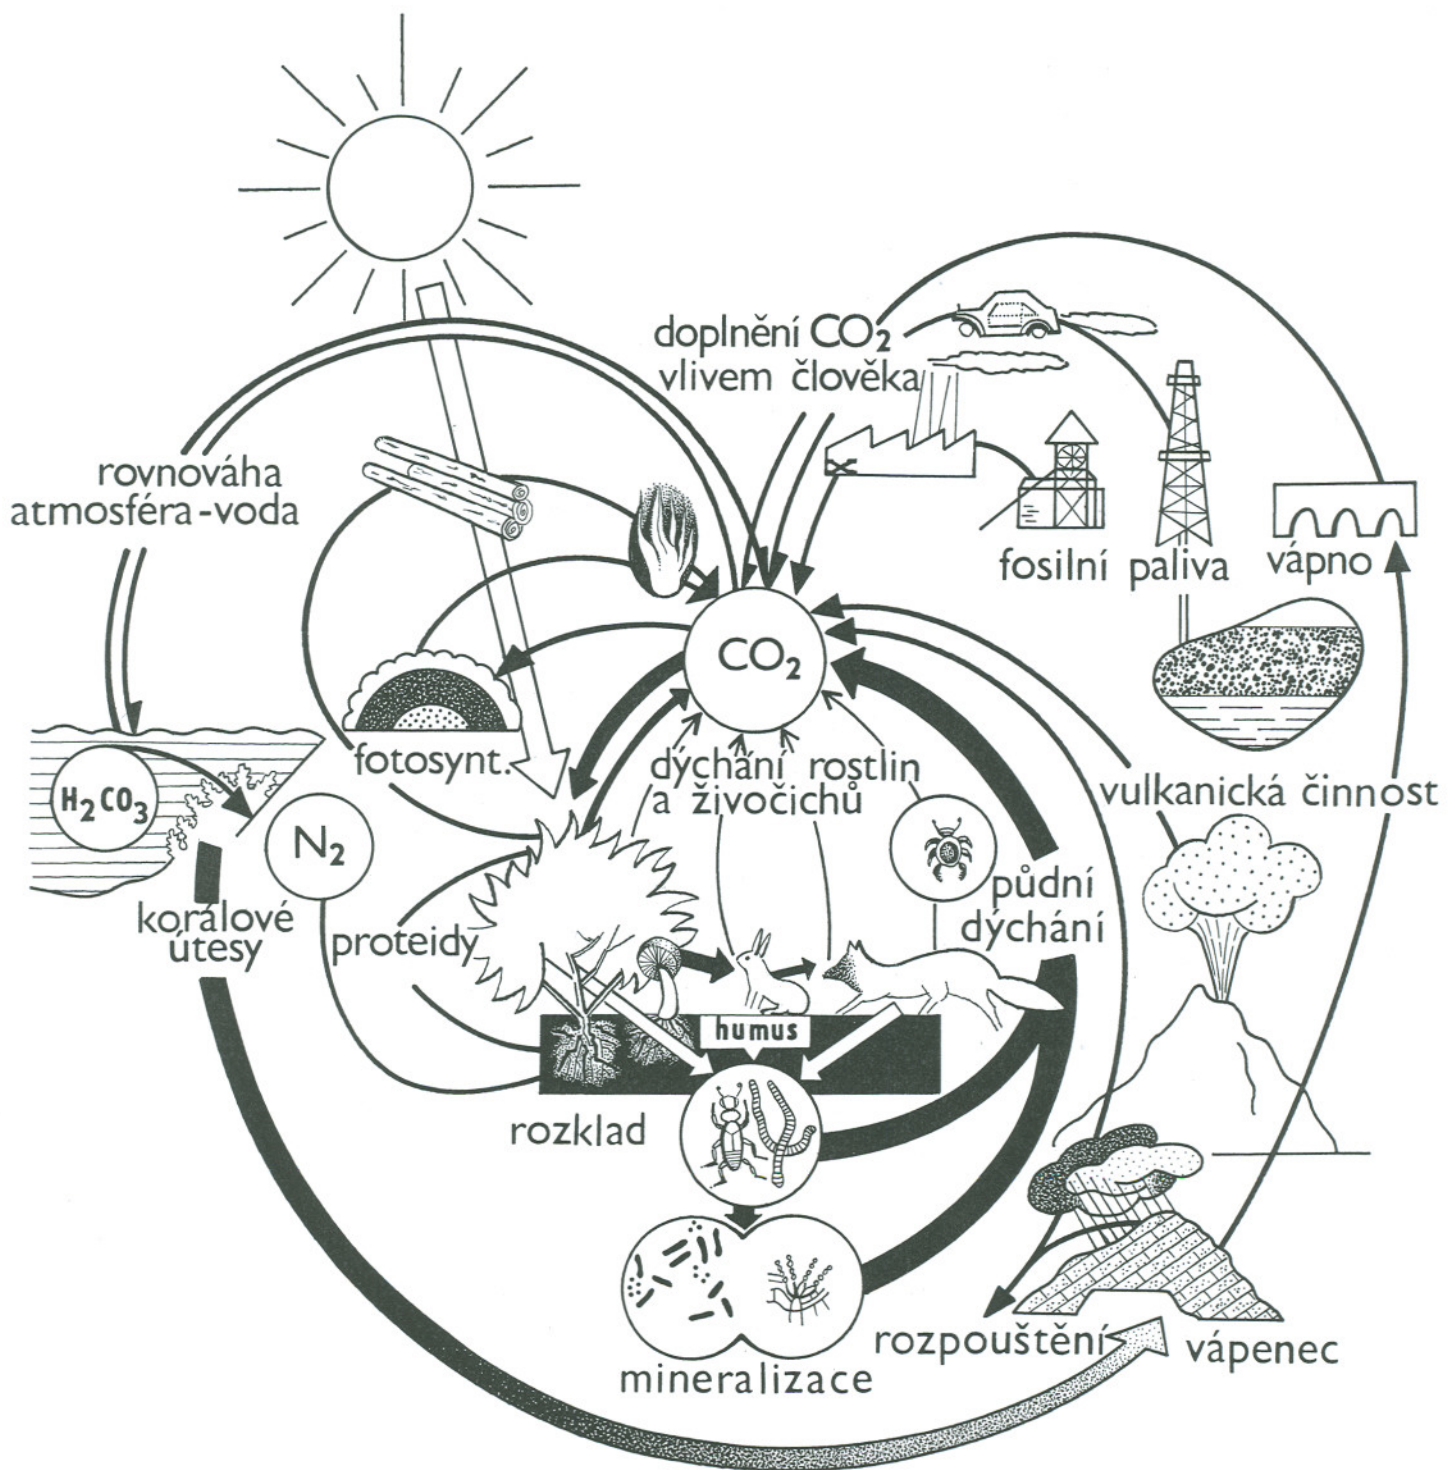 doplnění CO₂
vlivem člověka
rovnováha
atmosféra-voda
fosilní paliva
vápno
CO₂
fotosynt.
dýchání rostlin
a živočichů
vulkanická činnost
H₂CO₃
N₂
korálové
útesy
proteidy
půdní
dýchání
humus
rozklad
rozpouštění
vápenec
mineralizace